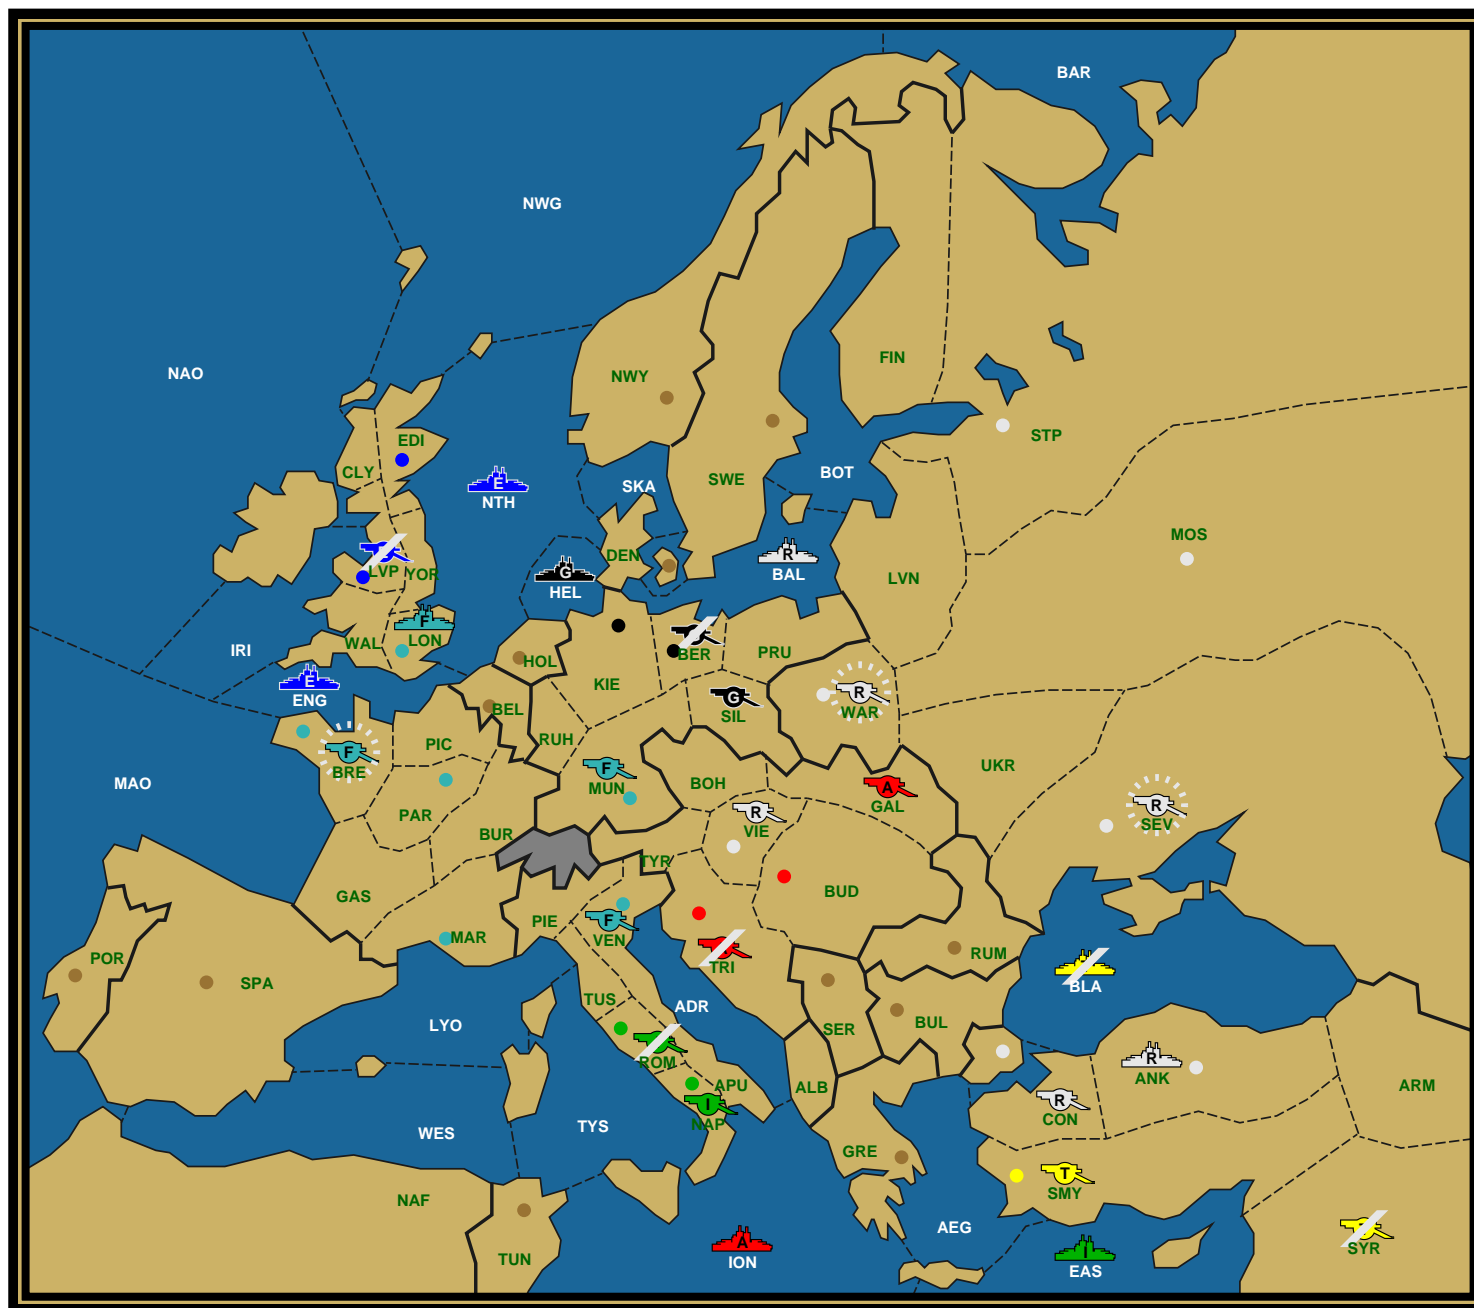 BAR
NWG
NAO
FIN
NWY
EDI
STP
CLY
BOT
SWE
SKA
E
NTH
MOS
R
BAL
DEN
G
HEL
LVP
YOR
LVN
F
LON
WAL
IRI
HOL
BER
PRU
KIE
E
ENG
G
SIL
R
WAR
BEL
RUH
PIC
F
BRE
UKR
F
MUN
BOH
A
GAL
MAO
R
SEV
PAR
R
VIE
BUR
TYR
BUD
GAS
PIE
F
VEN
MAR
POR
SPA
TRI
RUM
BLA
TUS
ADR
LYO
SER
BUL
ROM
R
ANK
APU
ALB
ARM
I
NAP
R
CON
WES
TYS
GRE
T
SMY
NAF
AEG
A
ION
TUN
I
EAS
SYR